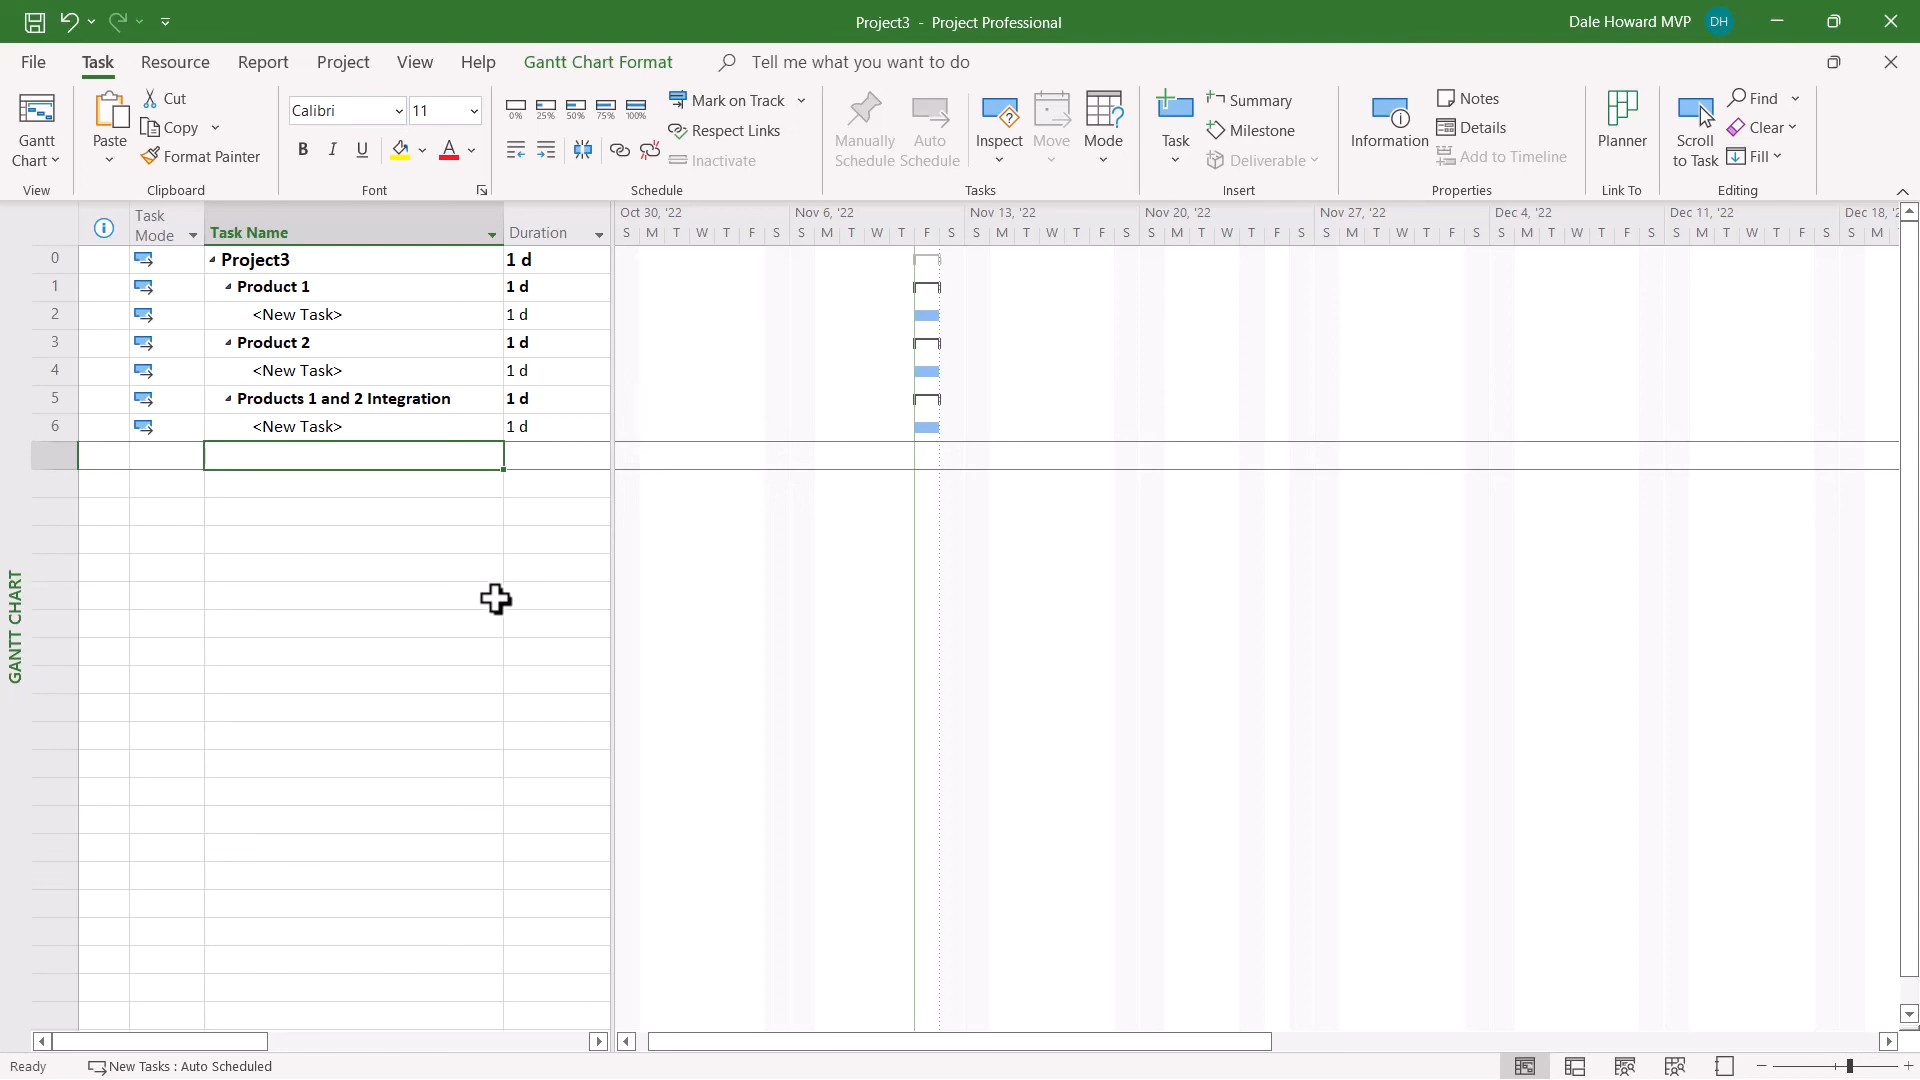 Project3 - Project Professional
Dale Howard MVP DH
File Task Resource Report Project View Help Gantt Chart Format Tell me what you want to do
Gantt
Chart
View
Paste
Cut
Copy
Format Painter
Clipboard
Calibri 11
B I U A
Font
0% 25% 50% 75% 100%
Mark on Track
Respect Links
Inactivate
Schedule
Manually
Schedule
Auto
Schedule
Inspect
Move
Mode
Tasks
Task
Summary
Milestone
Deliverable
Insert
Information
Notes
Details
Add to Timeline
Properties
Planner
Link To
Scroll
to Task
Find
Clear
Fill
Editing
Task
Mode
Task Name
Duration
Oct 30, '22 Nov 6, '22 Nov 13, '22 Nov 20, '22 Nov 27, '22 Dec 4, '22 Dec 11, '22 Dec 18,
S M T W T F S S M T W T F S S M T W T F S S M T W T F S S M T W T F S S M T W T F S S M T W T F S S M
0 Project3 1 d
1 Product 1 1 d
2 <New Task> 1 d
3 Product 2 1 d
4 <New Task> 1 d
5 Products 1 and 2 Integration 1 d
6 <New Task> 1 d
GANTT CHART
Ready New Tasks : Auto Scheduled